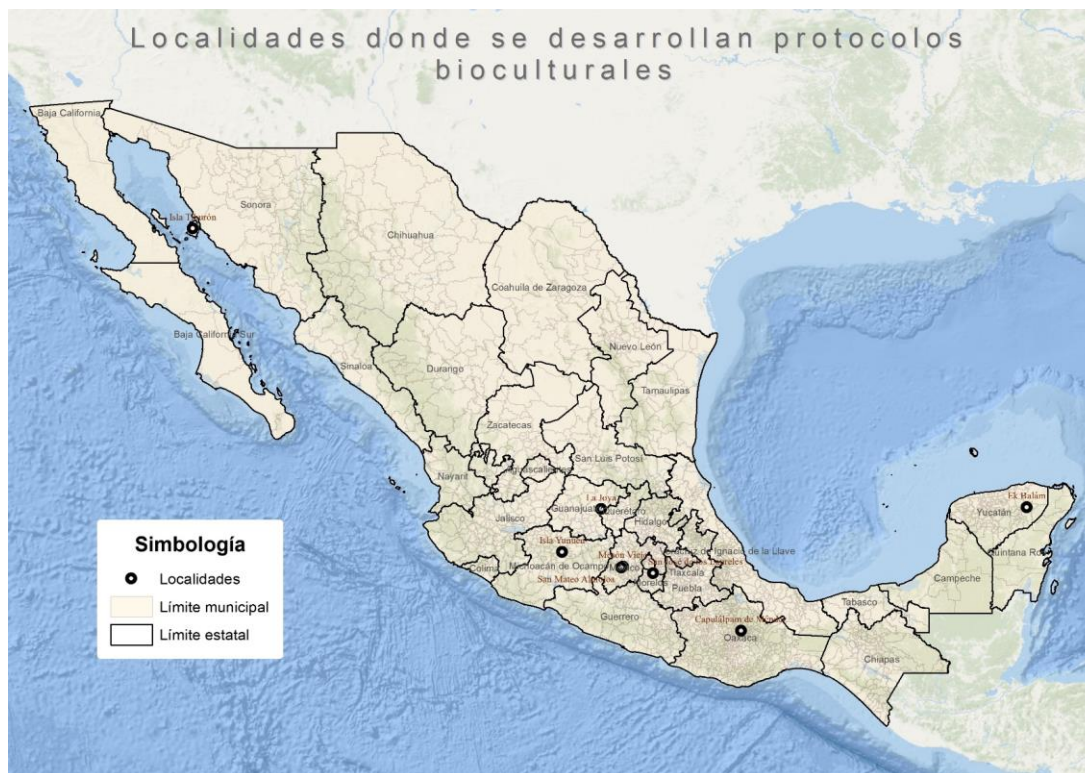 Localidades donde se desarrollan protocolos
bioculturales
Baja California
Sonora
Isla Tiburón
Chihuahua
Coahuila de Zaragoza
Baja California Sur
Nuevo León
Sinaloa
Durango
Tamaulipas
Zacatecas
San Luis Potosí
Nayarit
Aguascalientes
La Joya
Ek Balám
Guanajuato
Querétaro
Yucatán
Jalisco
Hidalgo
Isla Yunuén
Mesón Viejo
Veracruz de Ignacio de la Llave
Quintana Roo
Colima
Michoacán de Ocampo
México
Tlaxcala
San Mateo
Morelos
Puebla
Campeche
Tabasco
Guerrero
Capulálpam de
Oaxaca
Chiapas
Simbología
Localidades
Límite municipal
Límite estatal